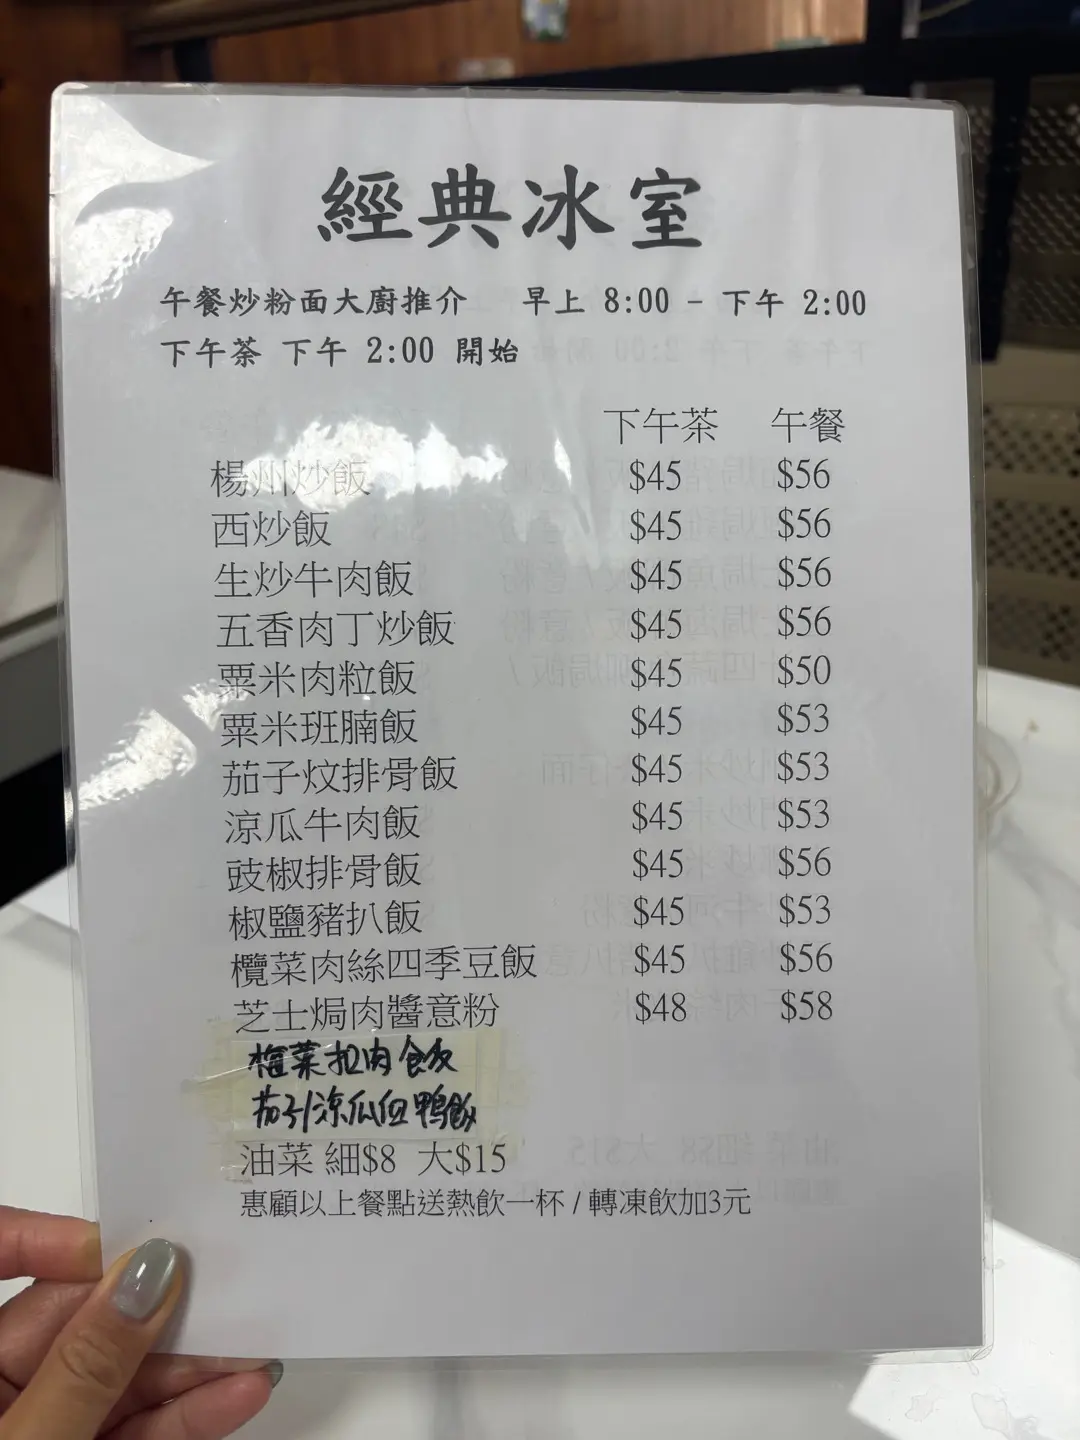 經典冰室
午餐炒粉面大廚推介 早上 8:00 - 下午 2:00
下午茶 下午 2:00 開始
下午茶 午餐
楊州炒飯 $45 $56
西炒飯 $45 $56
生炒牛肉飯 $45 $56
五香肉丁炒飯 $45 $56
粟米肉粒飯 $45 $50
粟米班腩飯 $45 $53
茄子炆排骨飯 $45 $53
涼瓜牛肉飯 $45 $53
豉椒排骨飯 $45 $56
椒鹽豬扒飯 $45 $53
欖菜肉絲四季豆飯 $45 $56
芝士焗肉醬意粉 $48 $58
菜扣肉飯
茄子/涼瓜鴨飯
油菜 細$8 大$15
惠顧以上餐點送熱飲一杯 / 轉凍飲加3元